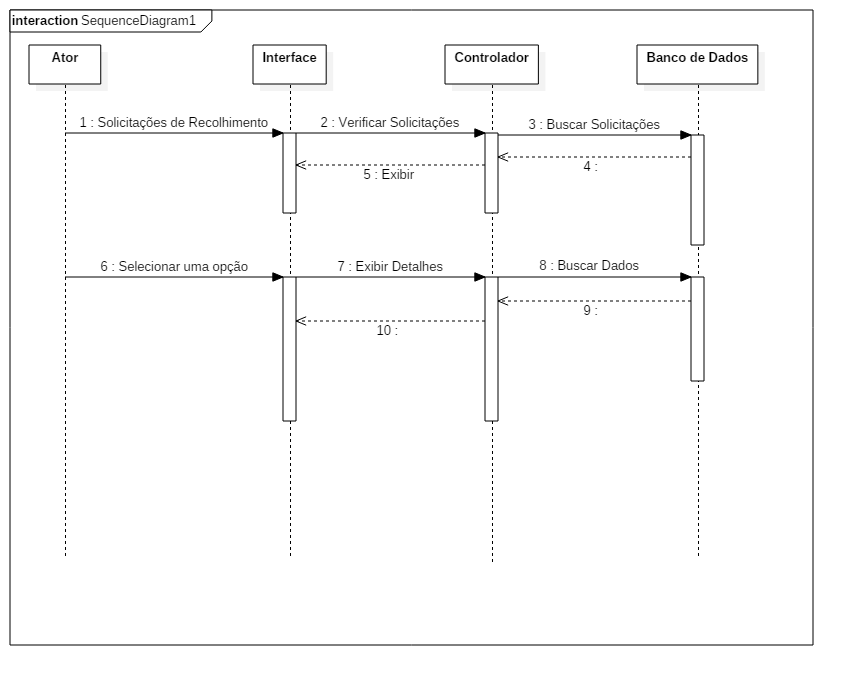 interaction SequenceDiagram1
Ator
Interface
Controlador
Banco de Dados
1 : Solicitações de Recolhimento
2 : Verificar Solicitações
3 : Buscar Solicitações
4 :
5 : Exibir
6 : Selecionar uma opção
7 : Exibir Detalhes
8 : Buscar Dados
9 :
10 :